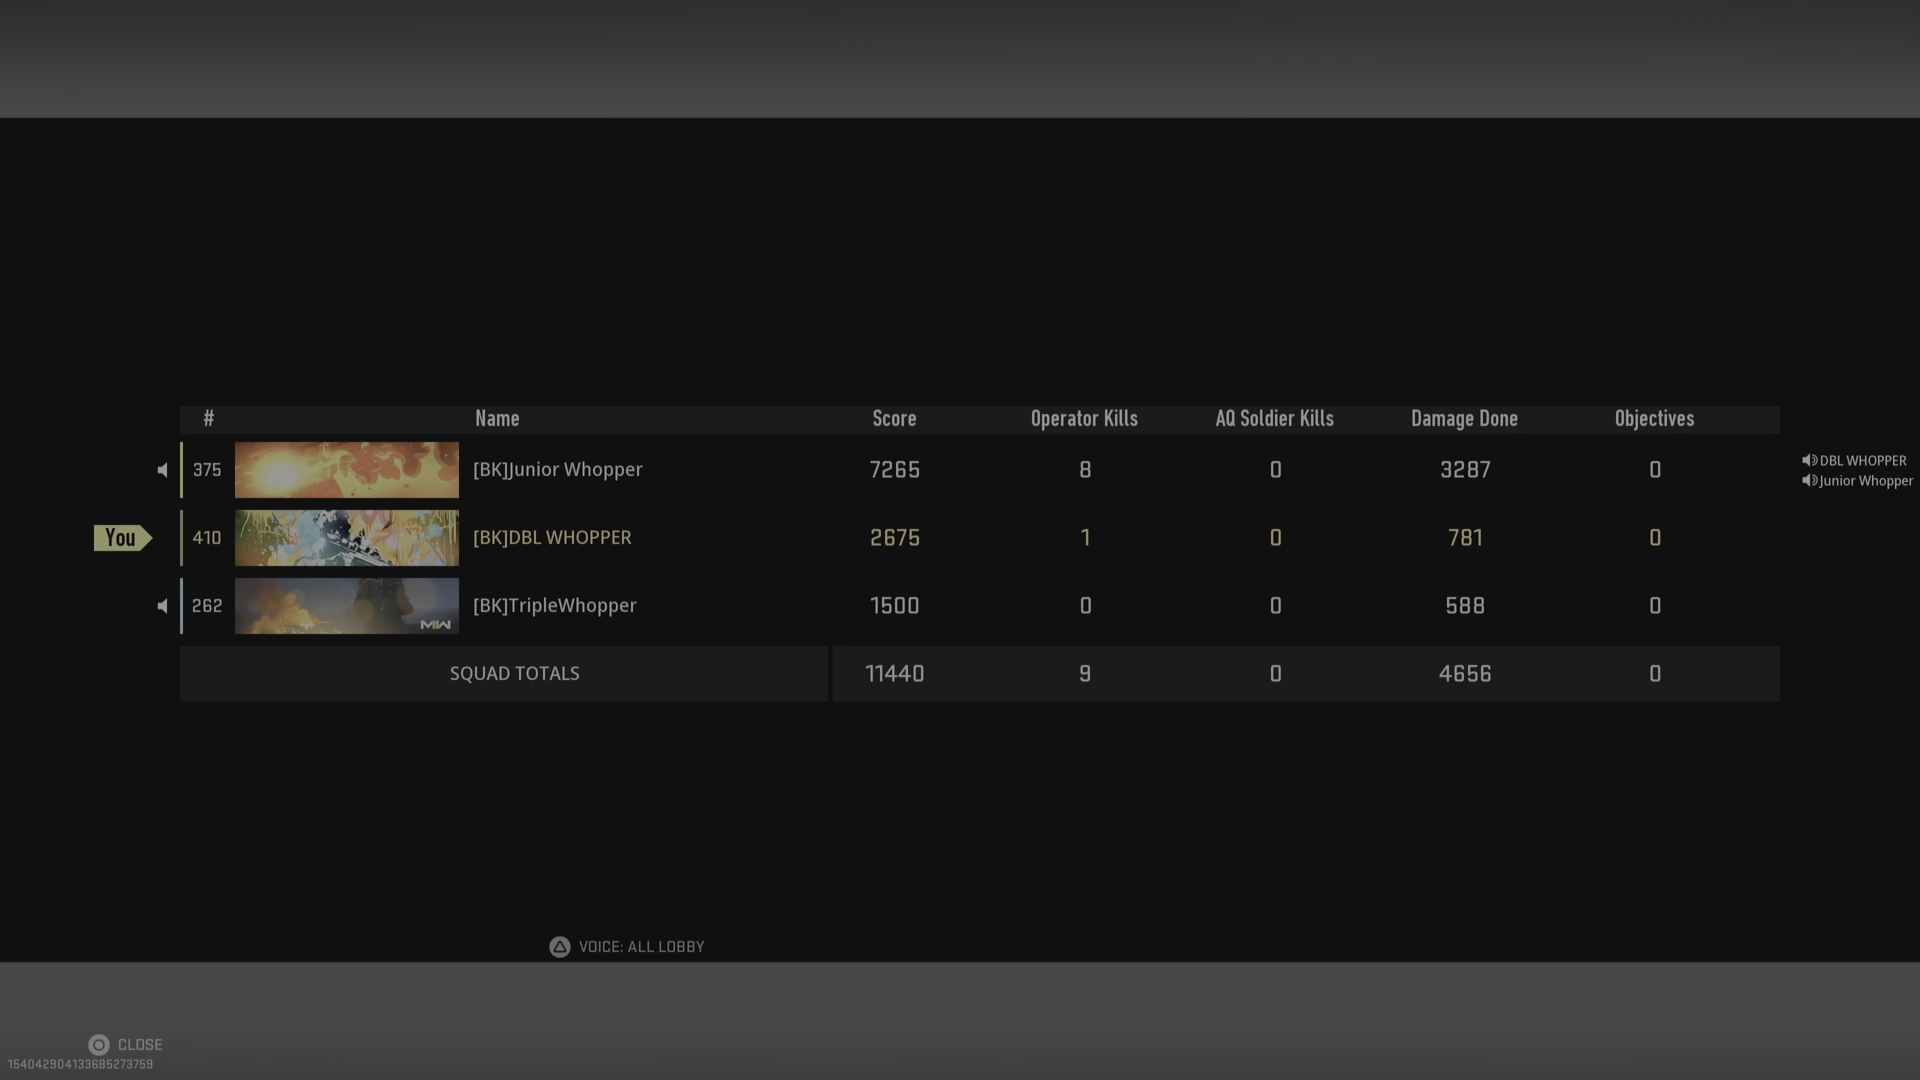 # Name Score Operator Kills AQ Soldier Kills Damage Done Objectives
375 [BK]Junior Whopper 7265 8 0 3287 0
DBL WHOPPER
Junior Whopper
You 410 [BK]DBL WHOPPER 2675 1 0 781 0
262 MW [BK]TripleWhopper 1500 0 0 588 0
SQUAD TOTALS 11440 9 0 4656 0
VOICE: ALL LOBBY
CLOSE
154042904133685273759